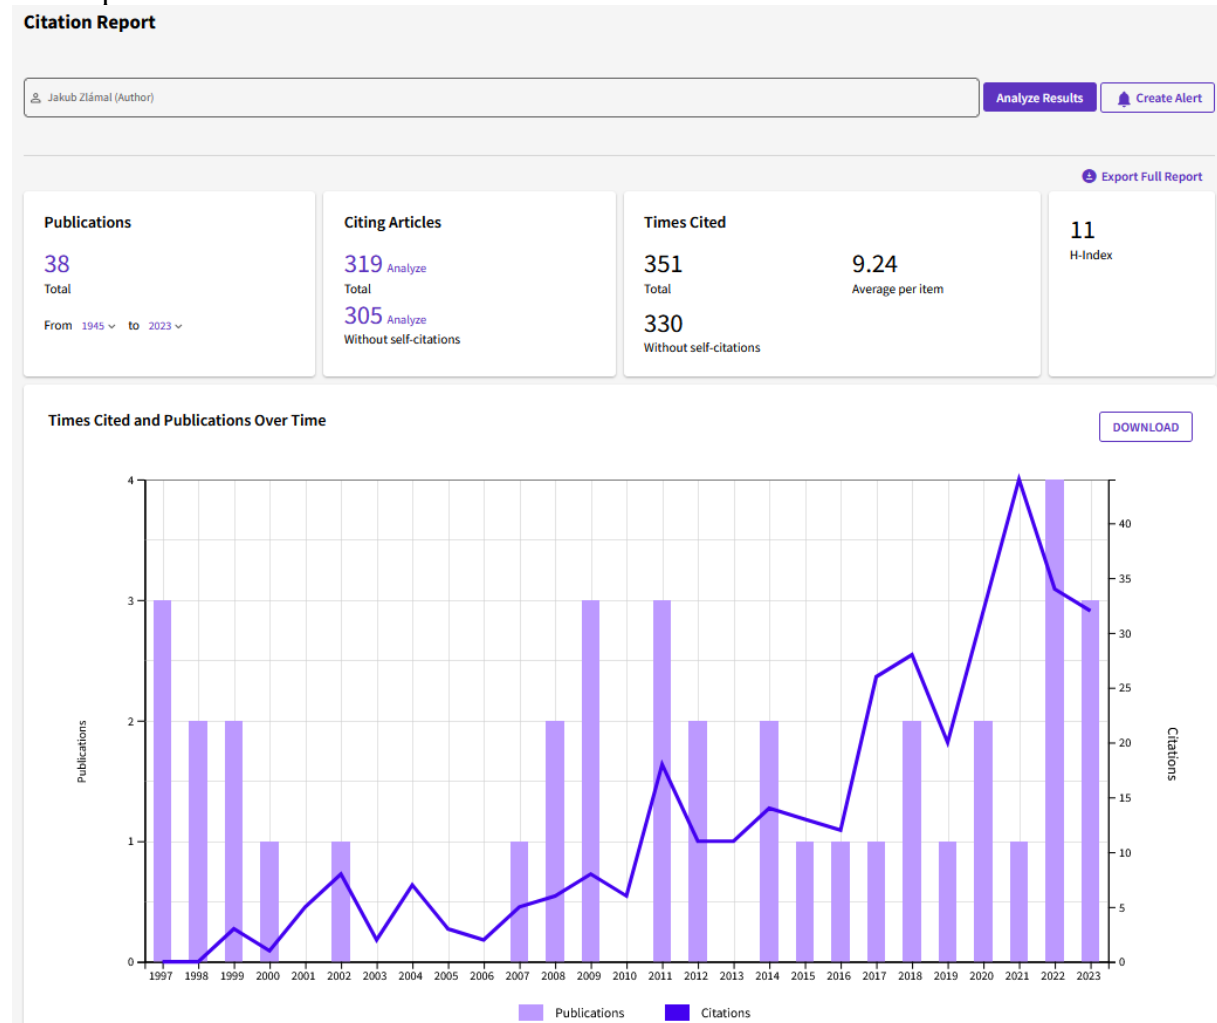 Citation Report
Jakub Zlámal (Author)
Analyze Results
Create Alert
Export Full Report
Publications
38
Total
From 1945 to 2023
Citing Articles
319 Analyze
Total
305 Analyze
Without self-citations
Times Cited
351
Total
9.24
Average per item
330
Without self-citations
11
H-Index
Times Cited and Publications Over Time
DOWNLOAD
4
3
2
1
0
Publications
40
35
30
25
20
15
10
5
0
Citations
1997 1998 1999 2000 2001 2002 2003 2004 2005 2006 2007 2008 2009 2010 2011 2012 2013 2014 2015 2016 2017 2018 2019 2020 2021 2022 2023
Publications Citations